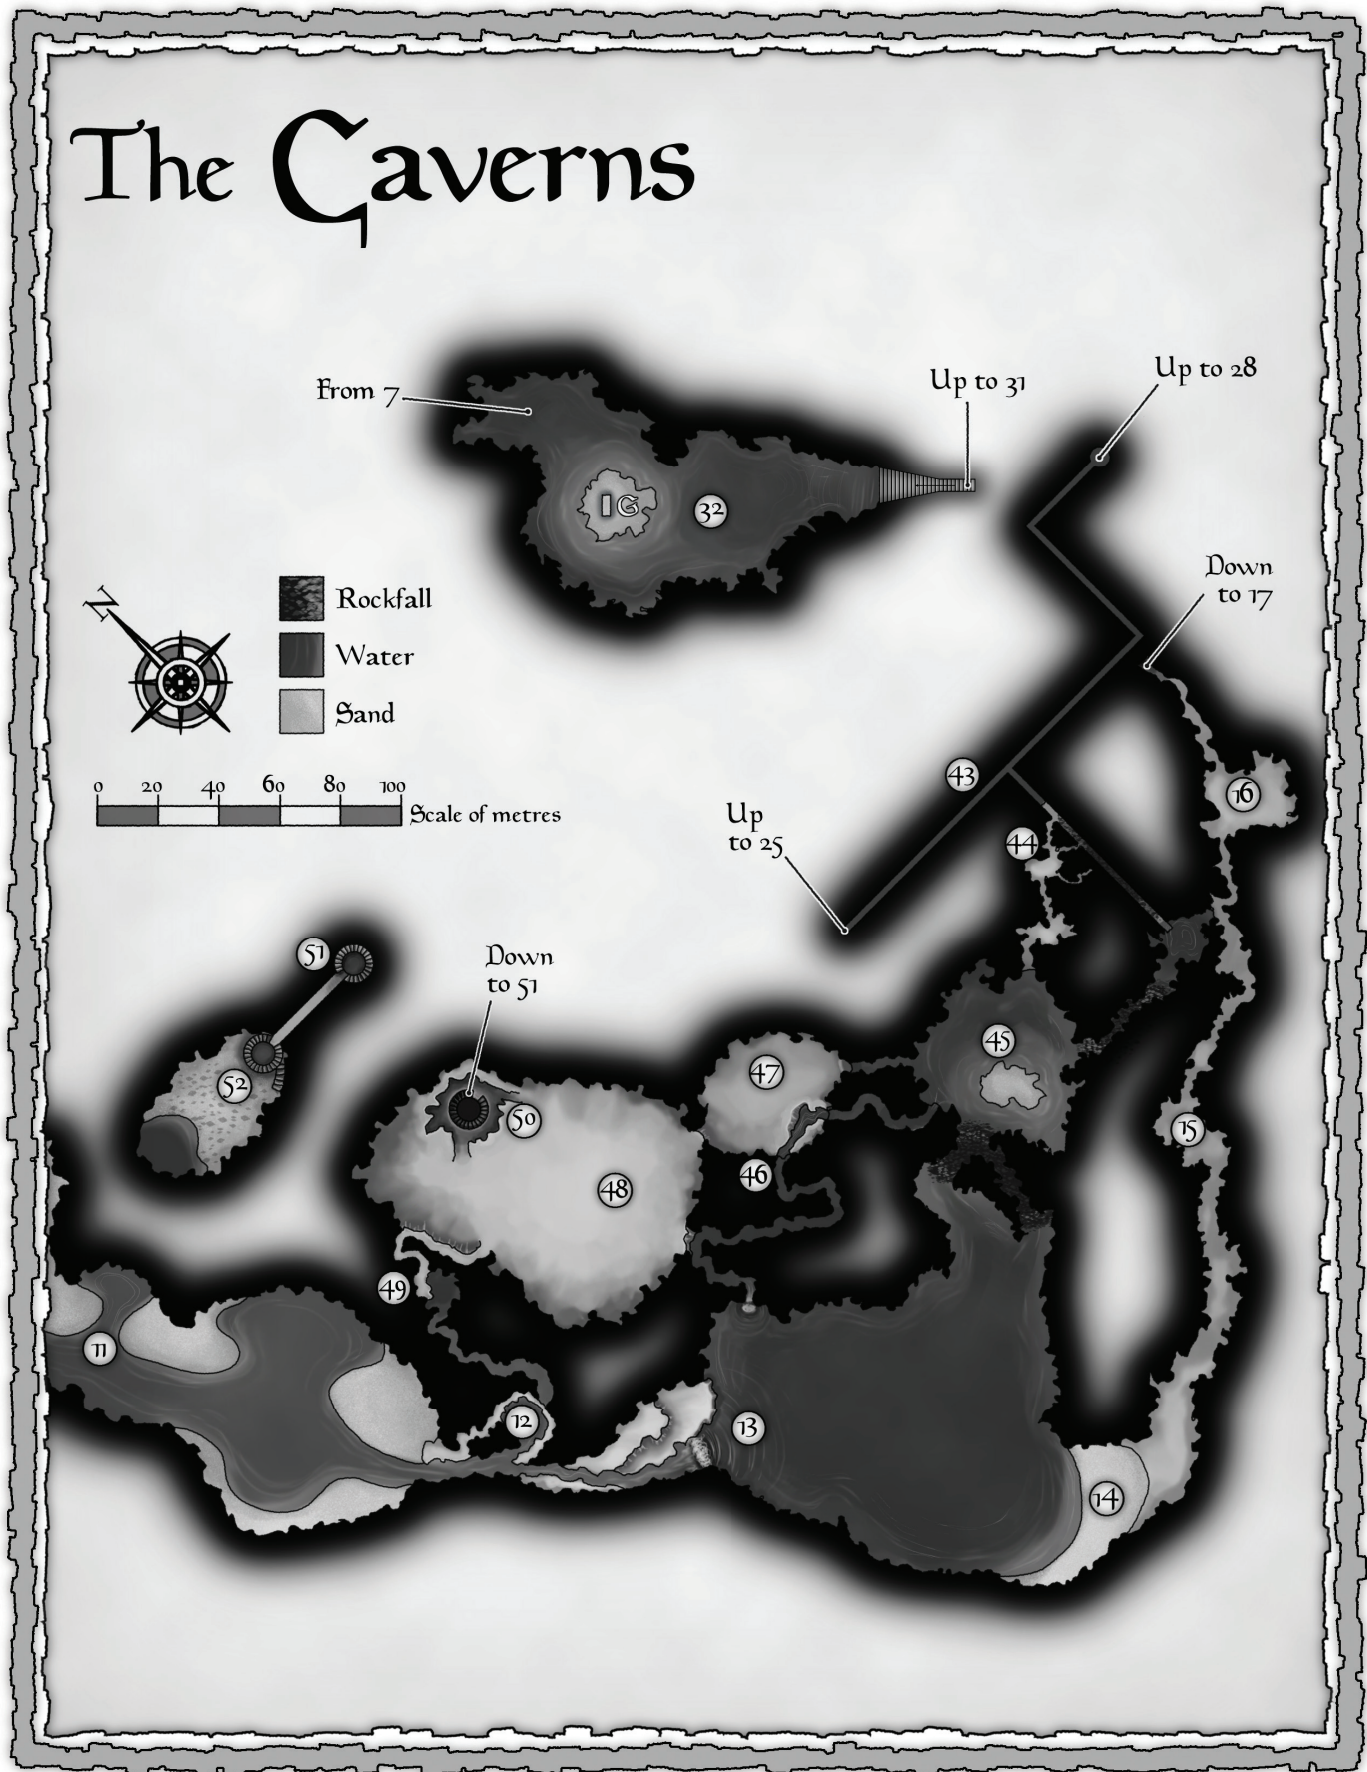 The Caverns
From 7
Up to 31
Up to 28
IG
32
Down
to 17
N
Rockfall
Water
Sand
0 20 40 60 80 100
Scale of metres
43
16
Up
to 25
44
51
Down
to 51
52
45
47
50
15
46
48
49
11
12
13
14